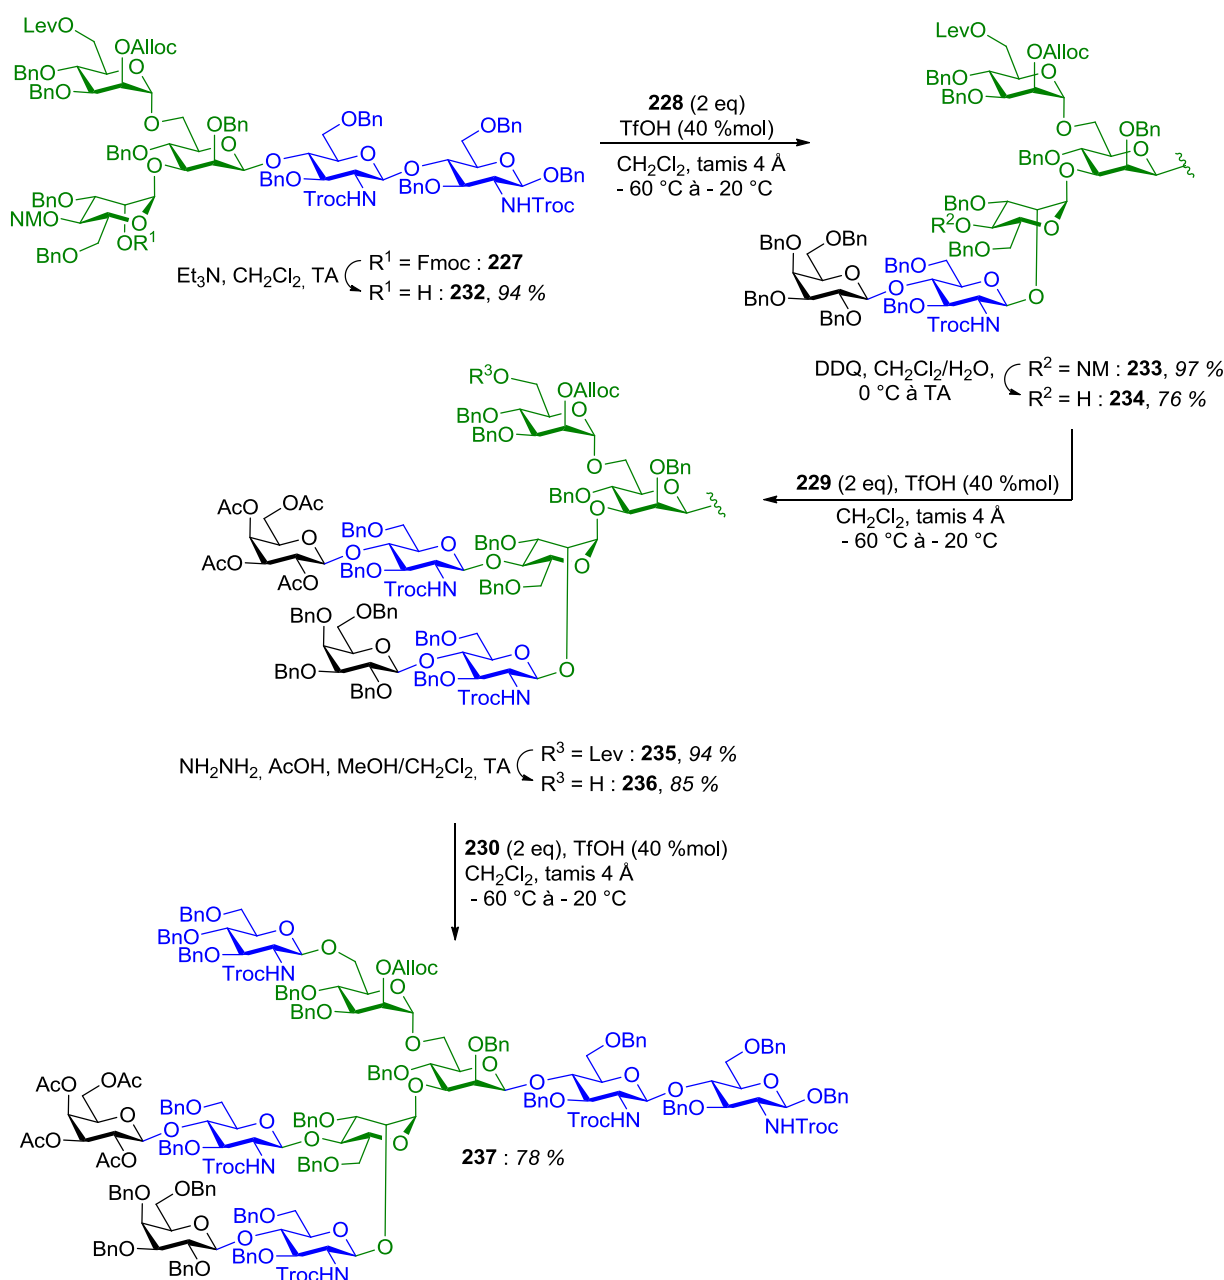 LevO
OAlloc
BnO
BnO
OBn
BnO
BnO
NMO
BnO
OR¹
OBn
BnO
TrocHN
OBn
BnO
OBn
NHTroc
Et₃N, CH₂Cl₂, TA
R¹ = Fmoc : 227
R¹ = H : 232, 94 %
228 (2 eq)
TfOH (40 %mol)
CH₂Cl₂, tamis 4 Å
- 60 °C à - 20 °C
LevO
OAlloc
BnO
BnO
OBn
BnO
BnO
R²O
BnO
BnO
OBn
BnO
BnO
BnO
BnO
TrocHN
DDQ, CH₂Cl₂/H₂O,
0 °C à TA
R² = NM : 233, 97 %
R² = H : 234, 76 %
229 (2 eq), TfOH (40 %mol)
CH₂Cl₂, tamis 4 Å
- 60 °C à - 20 °C
R³O
OAlloc
BnO
BnO
OBn
BnO
AcO
OAc
AcO
AcO
BnO
BnO
TrocHN
BnO
BnO
BnO
OBn
BnO
BnO
BnO
BnO
TrocHN
NH₂NH₂, AcOH, MeOH/CH₂Cl₂, TA
R³ = Lev : 235, 94 %
R³ = H : 236, 85 %
230 (2 eq), TfOH (40 %mol)
CH₂Cl₂, tamis 4 Å
- 60 °C à - 20 °C
BnO
BnO
BnO
TrocHN
OAlloc
BnO
BnO
OBn
BnO
OBn
BnO
TrocHN
OBn
BnO
OBn
NHTroc
AcO
OAc
AcO
AcO
BnO
BnO
TrocHN
BnO
BnO
237 : 78 %
BnO
OBn
BnO
BnO
BnO
BnO
TrocHN